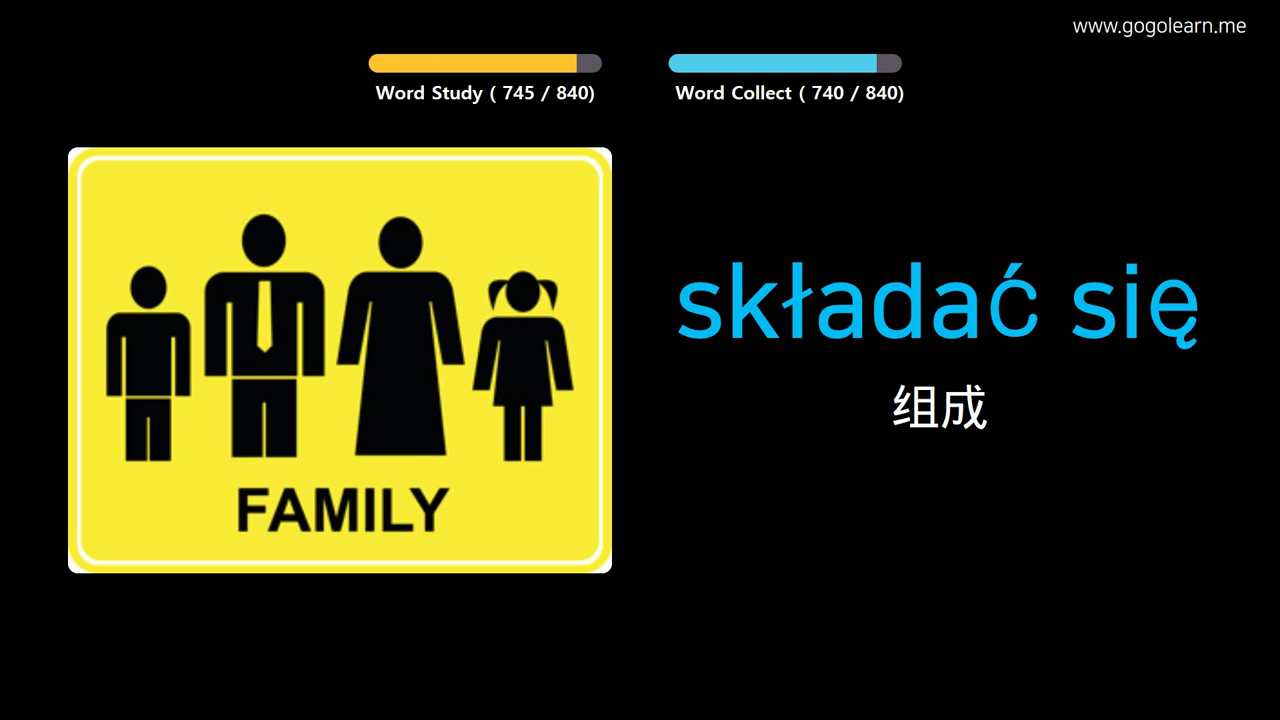 www.gogolearn.me
Word Study ( 745 / 840)
Word Collect ( 740 / 840)
FAMILY
składać się
组成